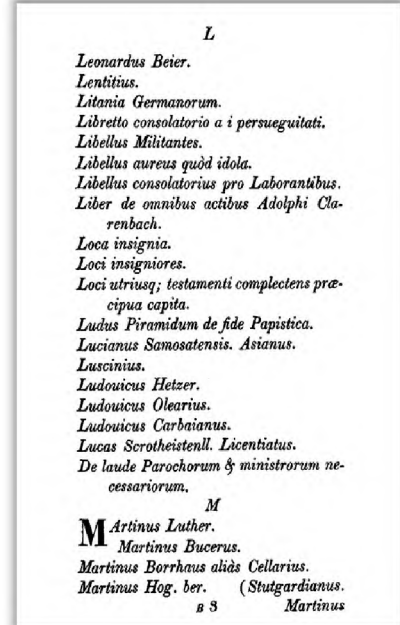 L
Leonardus Beier.
Lentitius.
Litania Germanorum.
Libretto consolatorio a i persueguitati.
Libellus Militantes.
Libellus aureus quòd idola.
Libellus consolatorius pro Laborantibus.
Liber de omnibus actibus Adolphi Cla-
renbach.
Loca insignia.
Loci insigniores.
Loci utriusq; testamenti complectens præ-
cipua capita.
Ludus Piramidum de fide Papistica.
Lucianus Samosatensis. Asianus.
Luscinius.
Ludouicus Hetzer.
Ludouicus Olearius.
Ludouicus Carbaianus.
Lucas Scrotheistenll. Licentiatus.
De laude Parochorum & ministrorum ne-
cessariorum.
M
MArtinus Luther.
Martinus Bucerus.
Martinus Borrhaus aliàs Cellarius.
Martinus Hog. ber. (Stutgardianus.
B 3 Martinus